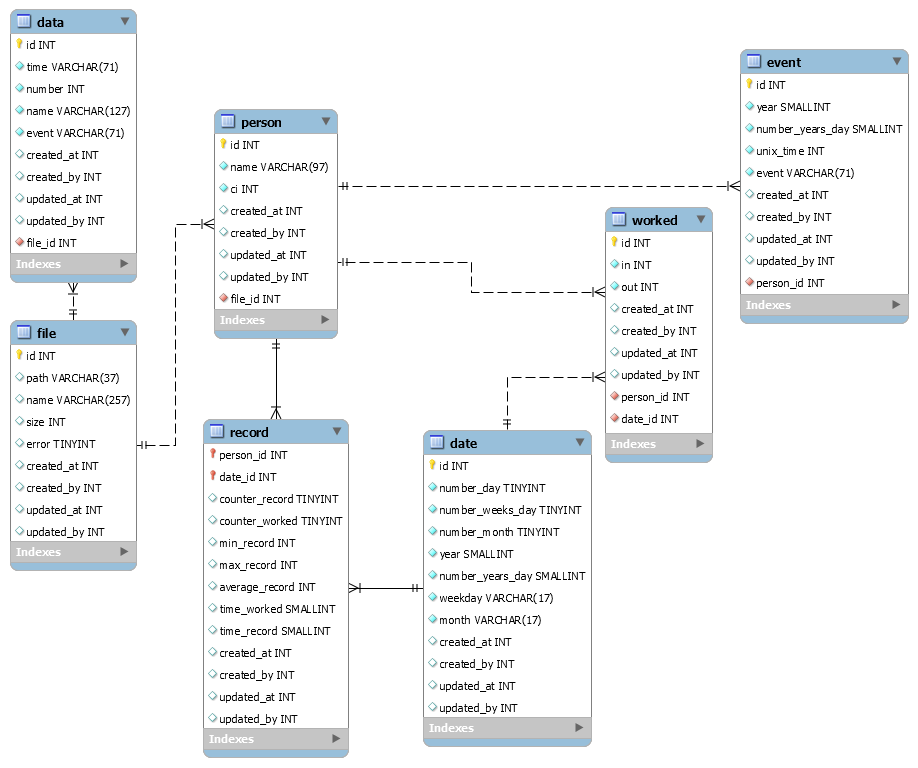 data
id INT
time VARCHAR(71)
number INT
name VARCHAR(127)
event VARCHAR(71)
created_at INT
created_by INT
updated_at INT
updated_by INT
file_id INT
Indexes
file
id INT
path VARCHAR(37)
name VARCHAR(257)
size INT
error TINYINT
created_at INT
created_by INT
updated_at INT
updated_by INT
Indexes
person
id INT
name VARCHAR(97)
ci INT
created_at INT
created_by INT
updated_at INT
updated_by INT
file_id INT
Indexes
record
person_id INT
date_id INT
counter_record TINYINT
counter_worked TINYINT
min_record INT
max_record INT
average_record INT
time_worked SMALLINT
time_record SMALLINT
created_at INT
created_by INT
updated_at INT
updated_by INT
Indexes
date
id INT
number_day TINYINT
number_weeks_day TINYINT
number_month TINYINT
year SMALLINT
number_years_day SMALLINT
weekday VARCHAR(17)
month VARCHAR(17)
created_at INT
created_by INT
updated_at INT
updated_by INT
Indexes
worked
id INT
in INT
out INT
created_at INT
created_by INT
updated_at INT
updated_by INT
person_id INT
date_id INT
Indexes
event
id INT
year SMALLINT
number_years_day SMALLINT
unix_time INT
event VARCHAR(71)
created_at INT
created_by INT
updated_at INT
updated_by INT
person_id INT
Indexes